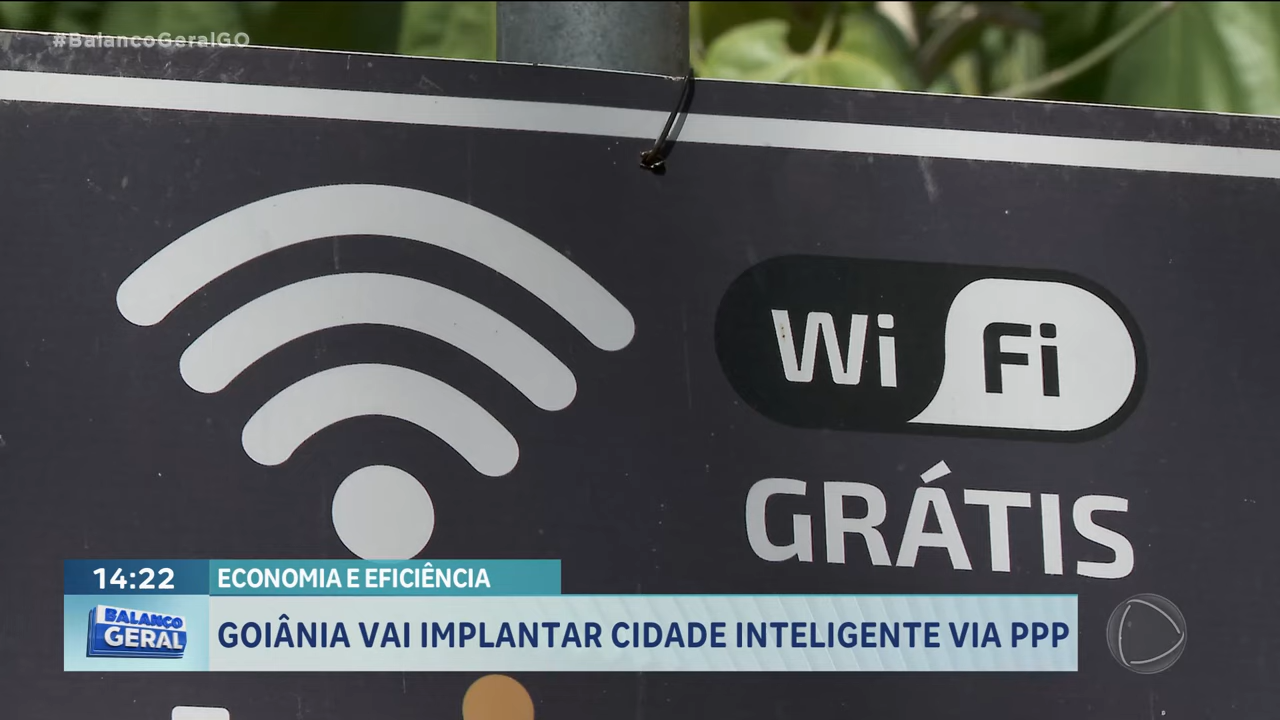 #BalancoGeralGO
Wi Fi
GRÁTIS
14:22
ECONOMIA E EFICIÊNCIA
BALANÇO
GERAL
GOIÂNIA VAI IMPLANTAR CIDADE INTELIGENTE VIA PPP